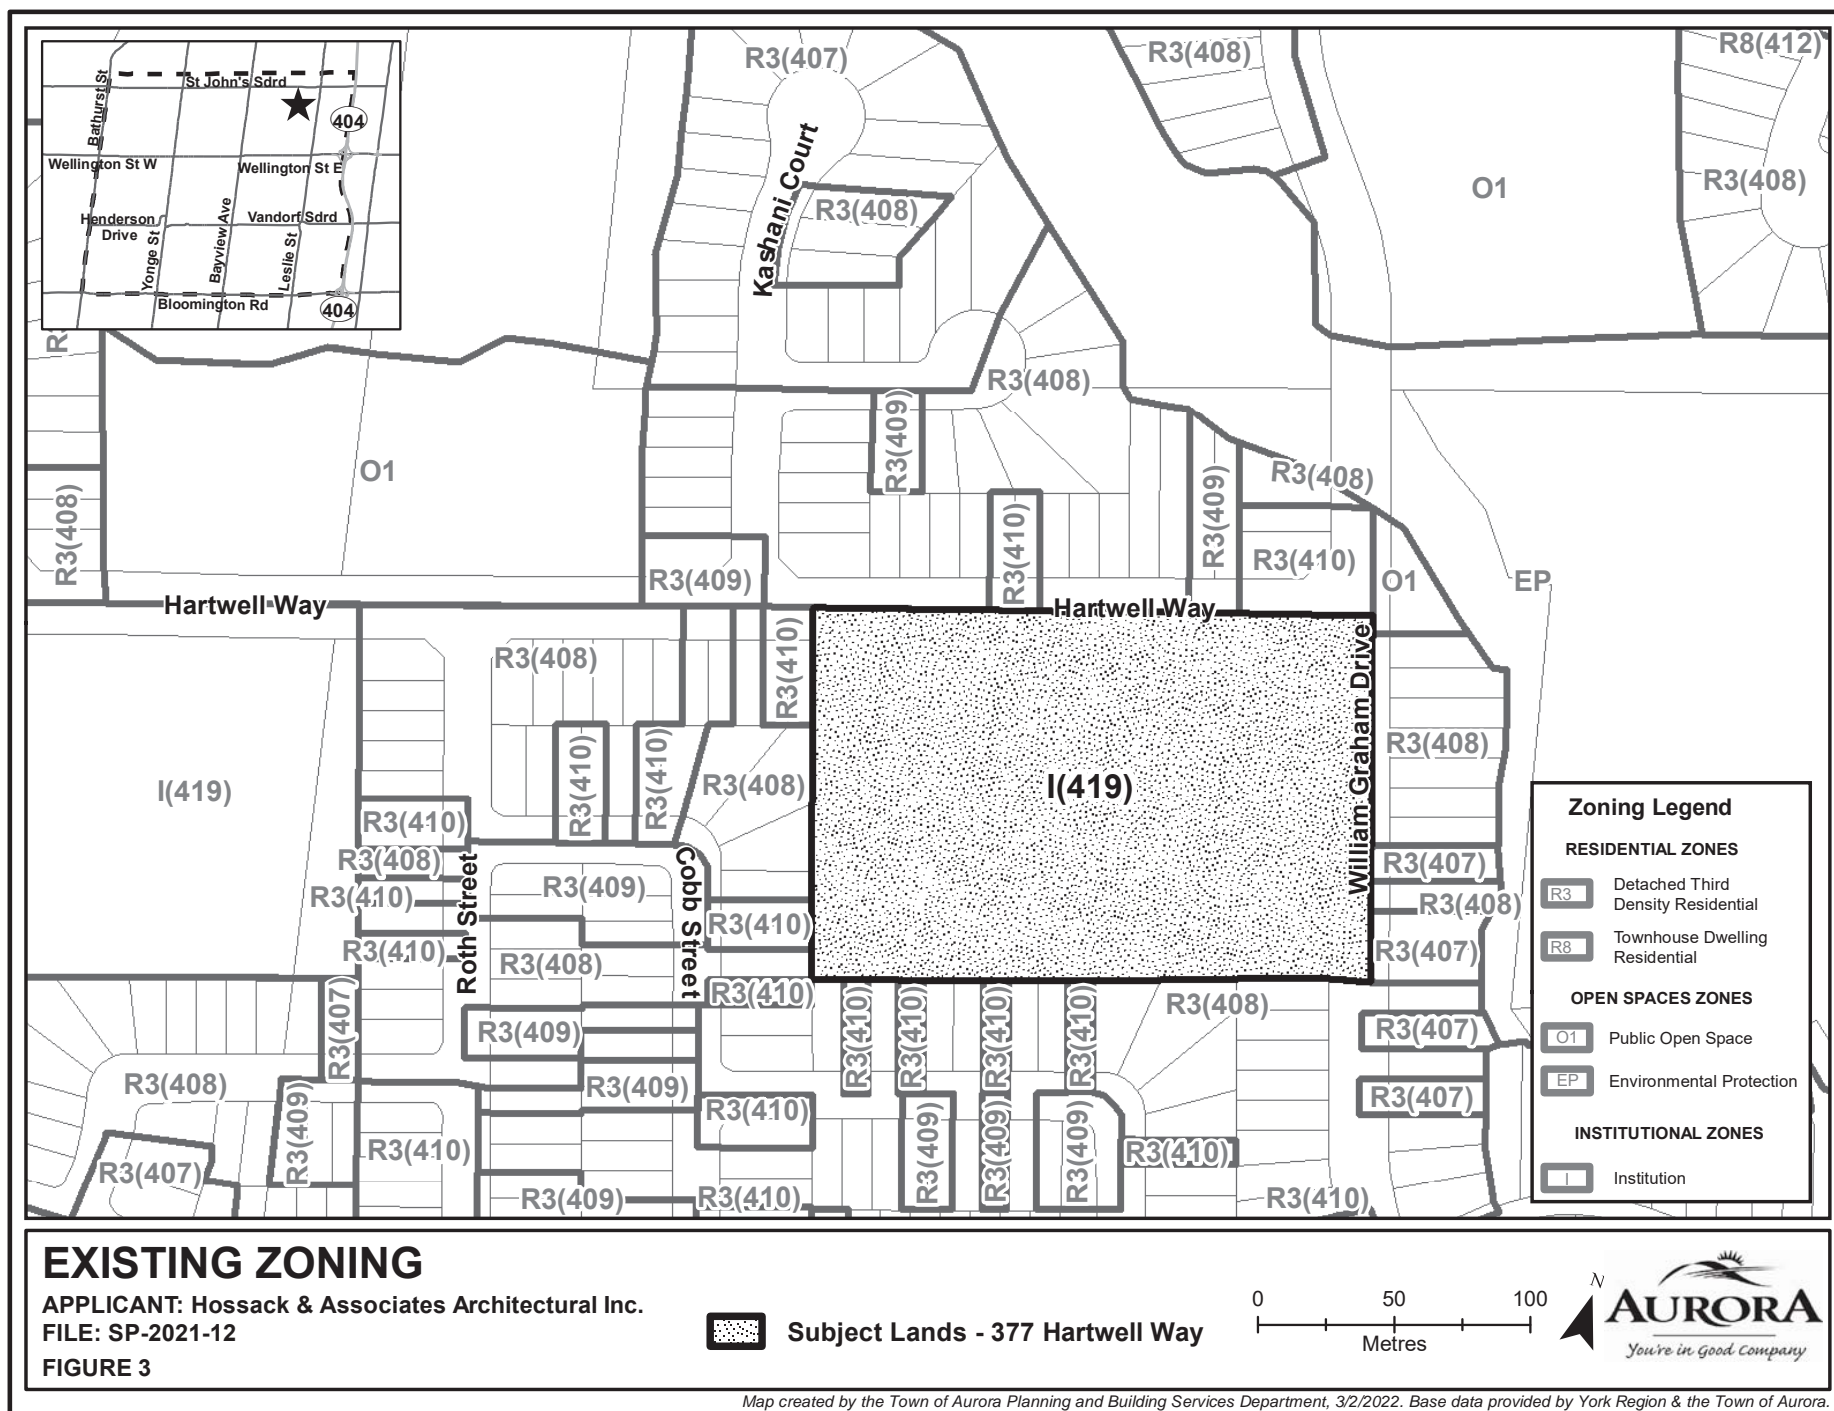 Bathurst St
St John's Sdrd
404
Wellington St W
Wellington St E
Henderson
Drive
Vandorf Sdrd
Yonge St
Bayview Ave
Leslie St
Bloomington Rd
404
R3(407)
R3(408)
R8(412)
Kashani Court
R3(408)
O1
R3(408)
R3(408)
R3(409)
O1
R3(408)
R3(409)
R3(408)
R3(410)
R3(410)
R3(409)
O1
EP
Hartwell Way
Hartwell Way
R3(408)
R3(410)
William Graham Drive
R3(408)
I(419)
R3(410)
R3(410)
R3(408)
I(419)
R3(410)
R3(408)
R3(410)
R3(410)
Roth Street
R3(409)
Cobb Street
R3(410)
R3(408)
R3(407)
R3(408)
R3(407)
R3(410)
R3(407)
R3(409)
R3(410)
R3(410)
R3(410)
R3(410)
R3(408)
R3(407)
R3(408)
R3(409)
R3(409)
R3(410)
R3(407)
R3(407)
R3(410)
R3(409)
R3(409)
R3(409)
R3(410)
R3(409)
R3(410)
R3(410)
Zoning Legend
RESIDENTIAL ZONES
R3 Detached Third
Density Residential
R8 Townhouse Dwelling
Residential
OPEN SPACES ZONES
O1 Public Open Space
EP Environmental Protection
INSTITUTIONAL ZONES
I Institution
EXISTING ZONING
APPLICANT: Hossack & Associates Architectural Inc.
FILE: SP-2021-12
FIGURE 3
Subject Lands - 377 Hartwell Way
0 50 100
Metres
N
AURORA
You're in Good Company
Map created by the Town of Aurora Planning and Building Services Department, 3/2/2022. Base data provided by York Region & the Town of Aurora.